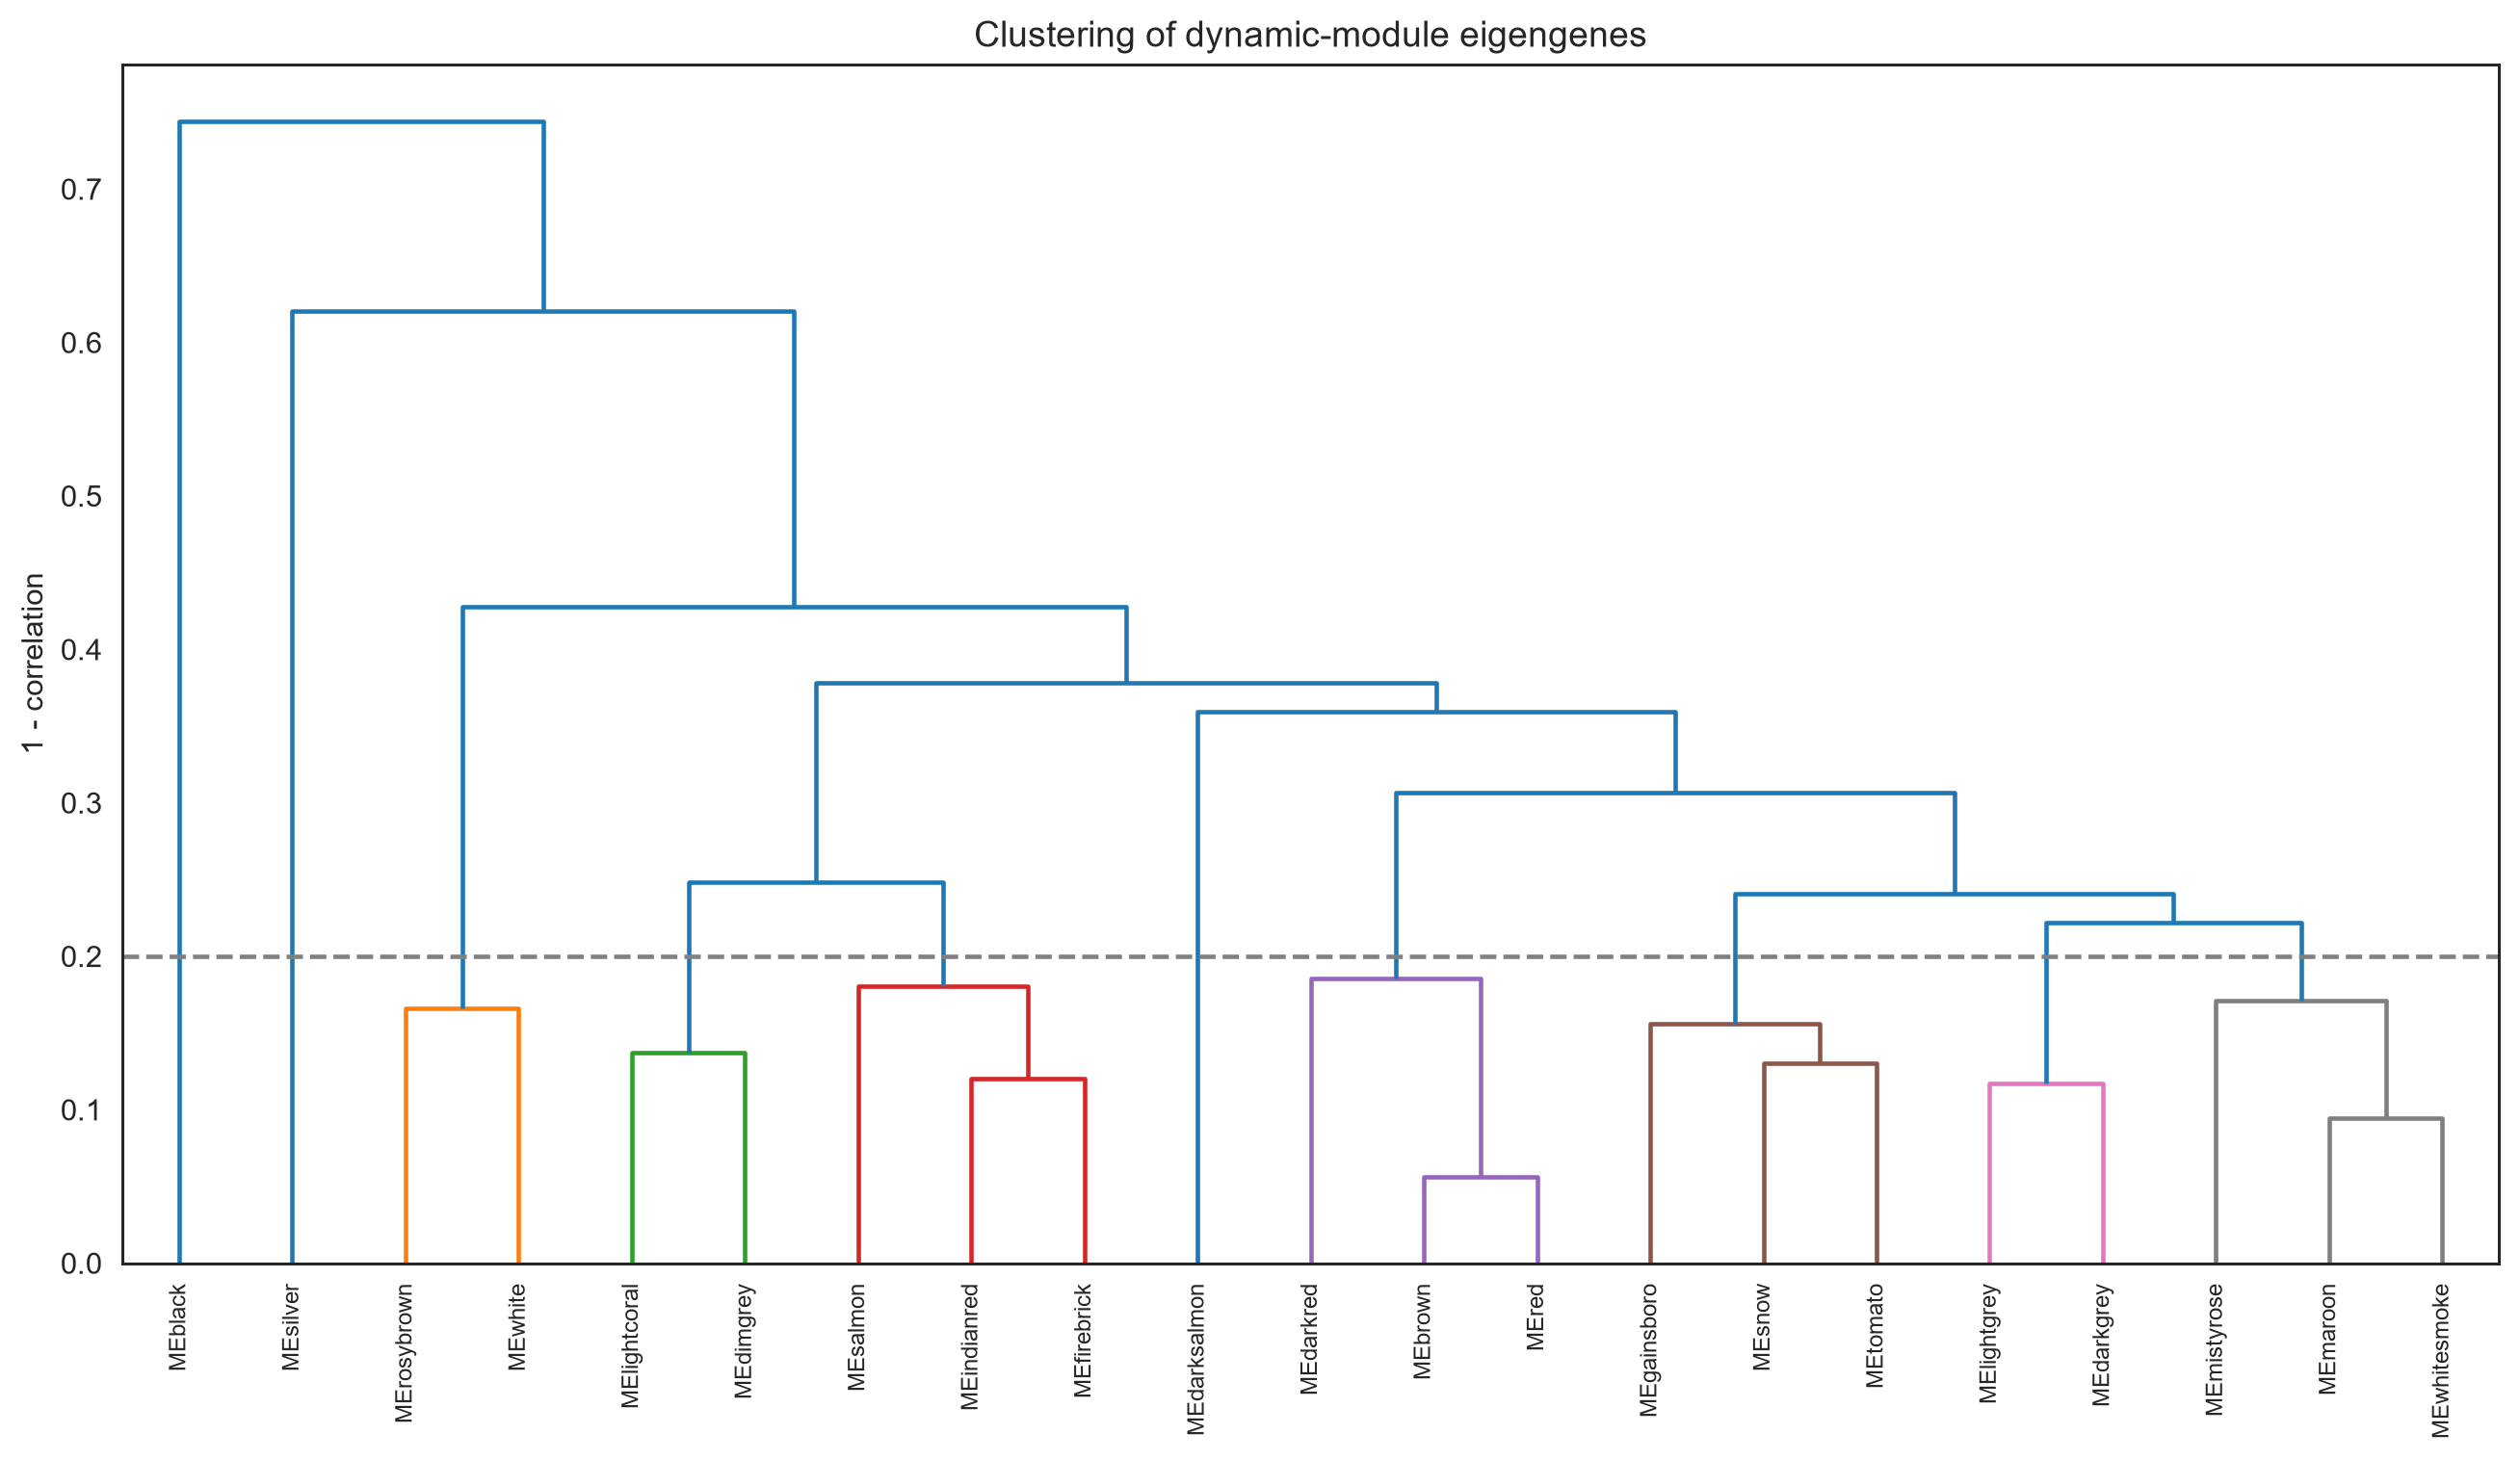 Clustering of dynamic-module eigengenes
1 - correlation
0.7
0.6
0.5
0.4
0.3
0.2
0.1
0.0
MEblack
MEsilver
MErosybrown
MEwhite
MElightcoral
MEdimgrey
MEsalmon
MEindianred
MEfirebrick
MEdarksalmon
MEdarkred
MEbrown
MEred
MEgainsboro
MEsnow
MEtomato
MElightgrey
MEdarkgrey
MEmistyrose
MEmaroon
MEwhitesmoke